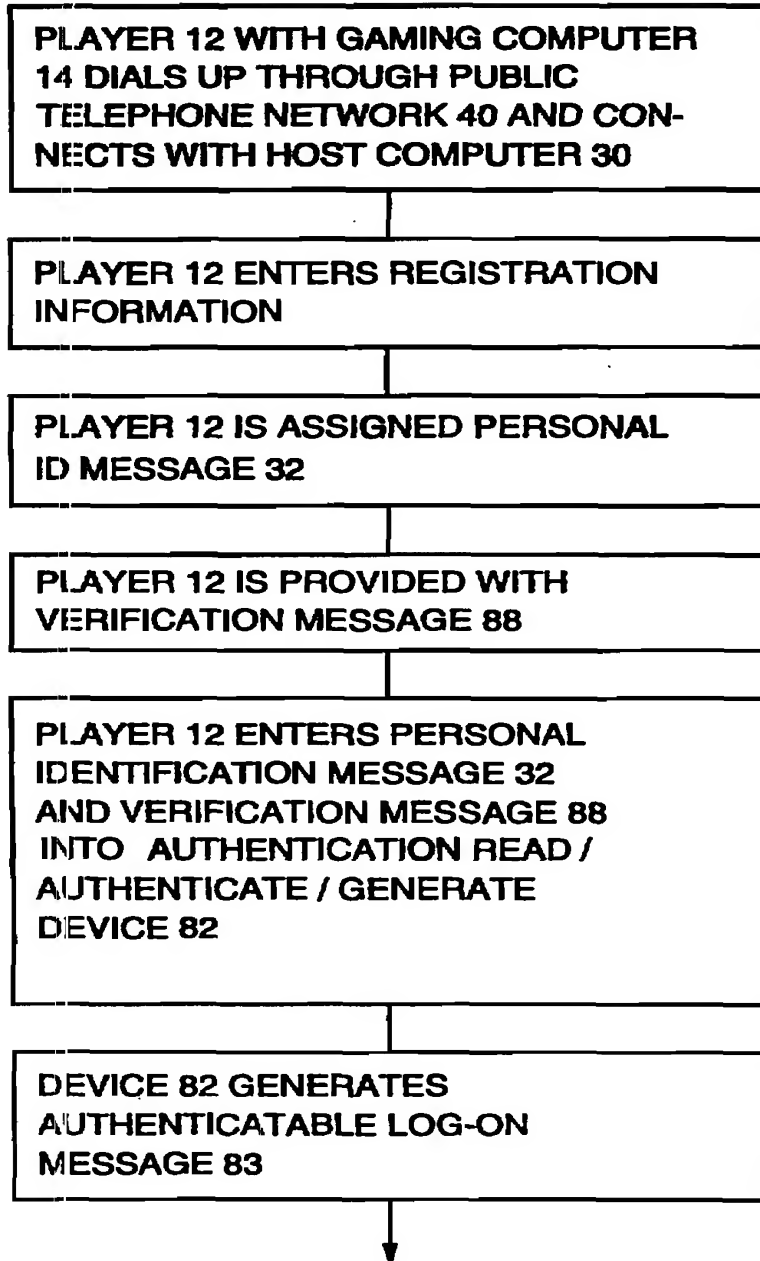 PLAYER 12 WITH GAMING COMPUTER
14 DIALS UP THROUGH PUBLIC
TELEPHONE NETWORK 40 AND CON-
NECTS WITH HOST COMPUTER 30
PLAYER 12 ENTERS REGISTRATION
INFORMATION
PLAYER 12 IS ASSIGNED PERSONAL
ID MESSAGE 32
PLAYER 12 IS PROVIDED WITH
VERIFICATION MESSAGE 88
PLAYER 12 ENTERS PERSONAL
IDENTIFICATION MESSAGE 32
AND VERIFICATION MESSAGE 88
INTO AUTHENTICATION READ /
AUTHENTICATE / GENERATE
DEVICE 82
DEVICE 82 GENERATES
AUTHENTICATABLE LOG-ON
MESSAGE 83